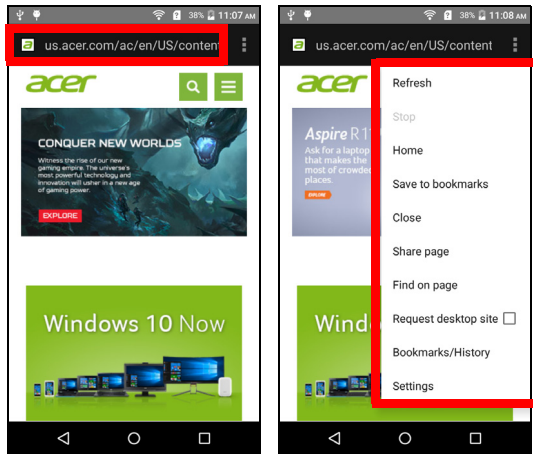 38% 11:07 AM
us.acer.com/ac/en/US/content
acer
CONQUER NEW WORLDS
Witness the rise of our new
gaming empire. The universe's
most powerful technology and
innovation will usher in a new age
of gaming power.
EXPLORE
Windows 10 Now
38% 11:08 AM
us.acer.com/ac/en/US/content
acer
Aspire R 11
Ask for a laptop
that makes the
most of crowded
places.
EXPLORE
Wind
Refresh
Stop
Home
Save to bookmarks
Close
Share page
Find on page
Request desktop site
Bookmarks/History
Settings